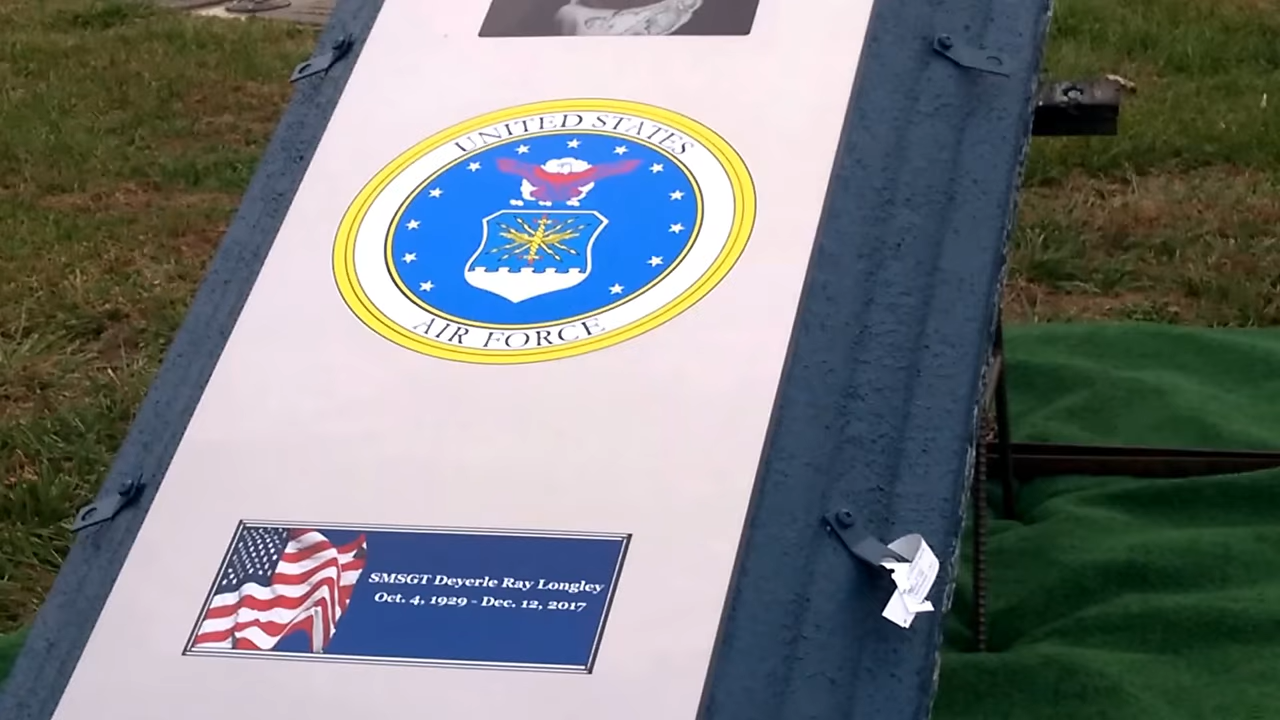 UNITED STATES
AIR FORCE
SMSGT Deyerle Ray Longley
Oct. 4, 1929 - Dec. 12, 2017